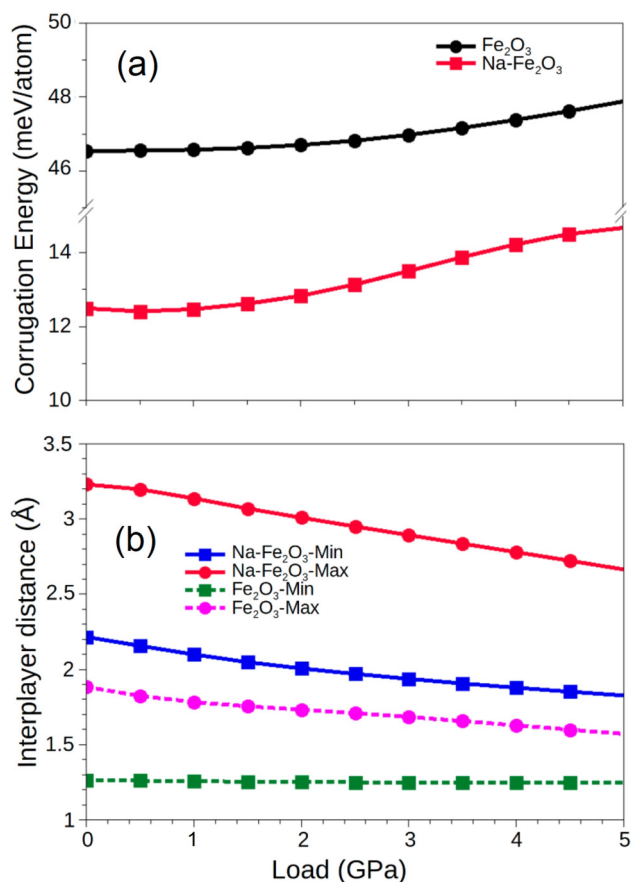 50
48
46
14
12
10
Corrugation Energy (meV/atom)
(a)
Fe₂O₃
Na-Fe₂O₃
3.5
3
2.5
2
1.5
1
Interplayer distance (Å)
(b)
Na-Fe₂O₃-Min
Na-Fe₂O₃-Max
Fe₂O₃-Min
Fe₂O₃-Max
0 1 2 3 4 5
Load (GPa)